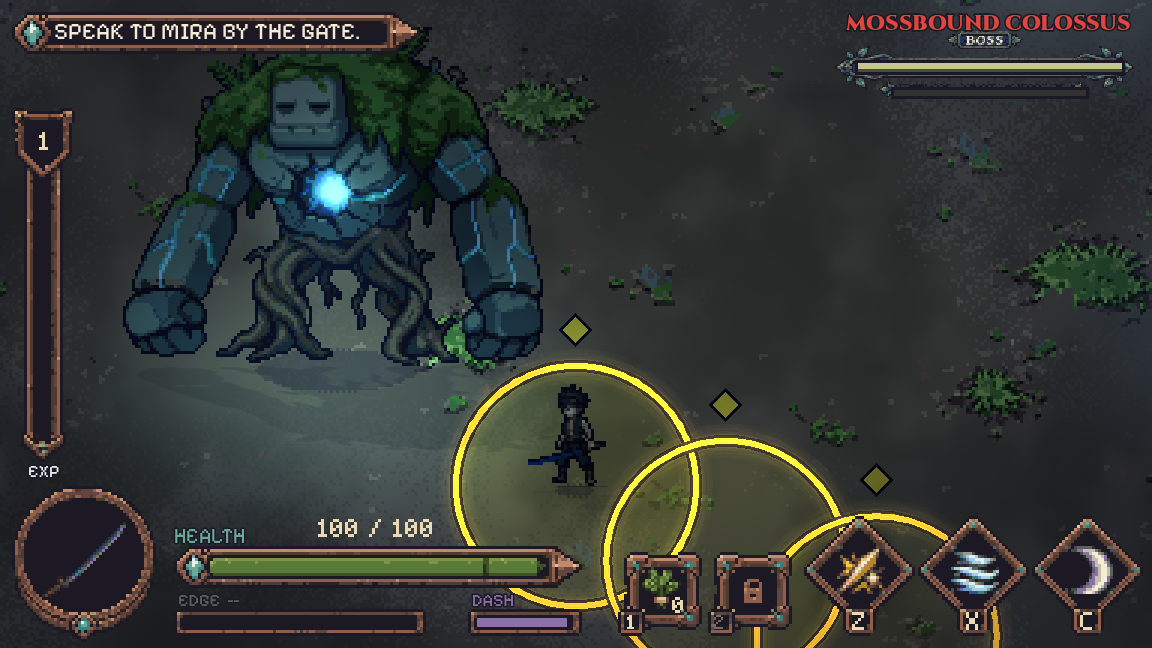 SPEAK TO MIRA BY THE GATE.
MOSSBOUND COLOSSUS
BOSS
1
EXP
HEALTH
100 / 100
EDGE --
DASH
0
1
2
Z
X
C